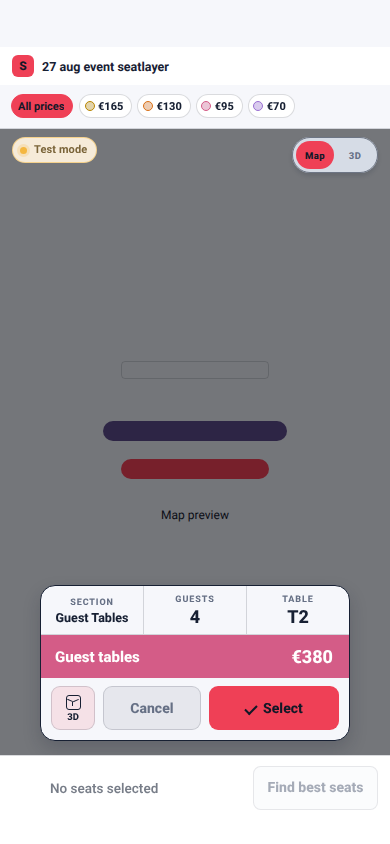 S
27 aug event seatlayer
All prices
€165
€130
€95
€70
Test mode
Map
3D
Map preview
SECTION
Guest Tables
GUESTS
4
TABLE
T2
Guest tables
€380
3D
Cancel
Select
No seats selected
Find best seats